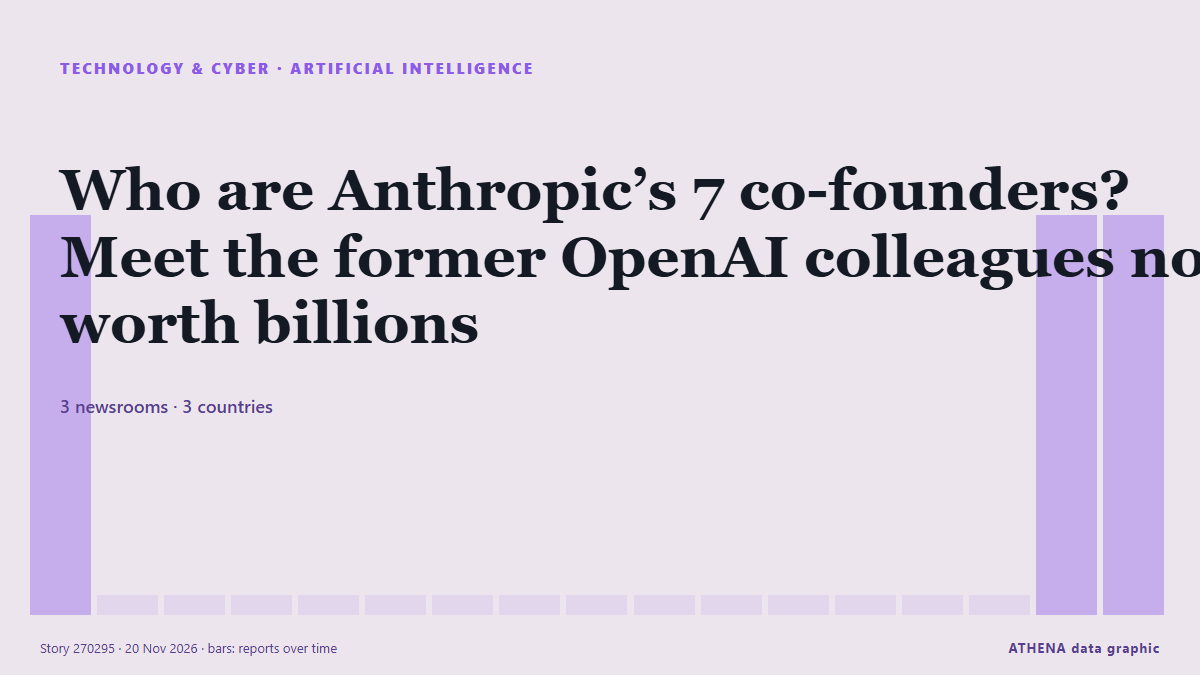 TECHNOLOGY & CYBER · ARTIFICIAL INTELLIGENCE
Who are Anthropic’s 7 co-founders?
Meet the former OpenAI colleagues no
worth billions
3 newsrooms · 3 countries
Story 270295 · 20 Nov 2026 · bars: reports over time
ATHENA data graphic